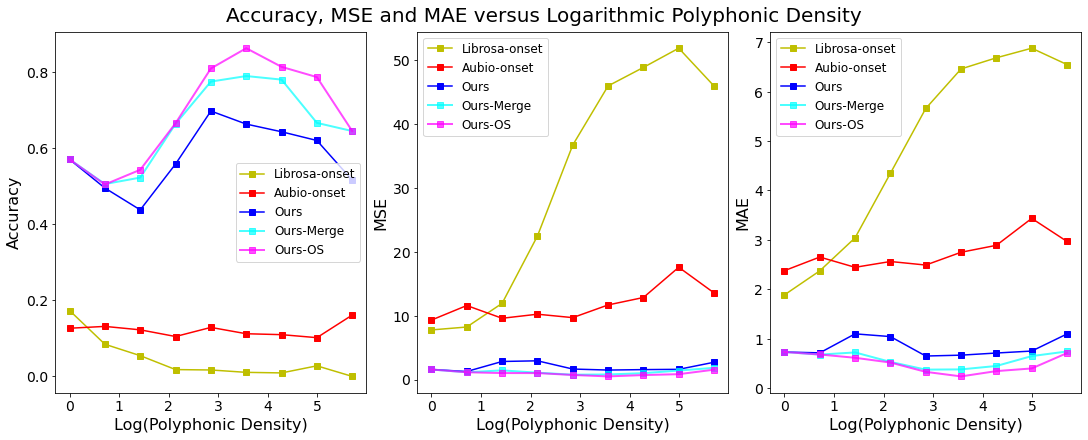 Accuracy, MSE and MAE versus Logarithmic Polyphonic Density
Accuracy
0.8
0.6
0.4
0.2
0.0
0 1 2 3 4 5
Log(Polyphonic Density)
Librosa-onset
Aubio-onset
Ours
Ours-Merge
Ours-OS
MSE
50
40
30
20
10
0
0 1 2 3 4 5
Log(Polyphonic Density)
Librosa-onset
Aubio-onset
Ours
Ours-Merge
Ours-OS
MAE
7
6
5
4
3
2
1
0
0 1 2 3 4 5
Log(Polyphonic Density)
Librosa-onset
Aubio-onset
Ours
Ours-Merge
Ours-OS